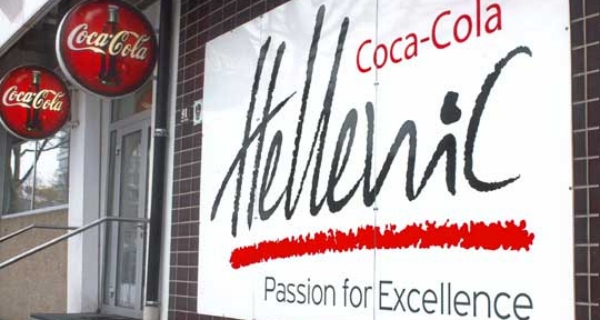 Coca-Cola
Coca-Cola
Coca-Cola
Hellenic
Passion for Excellence